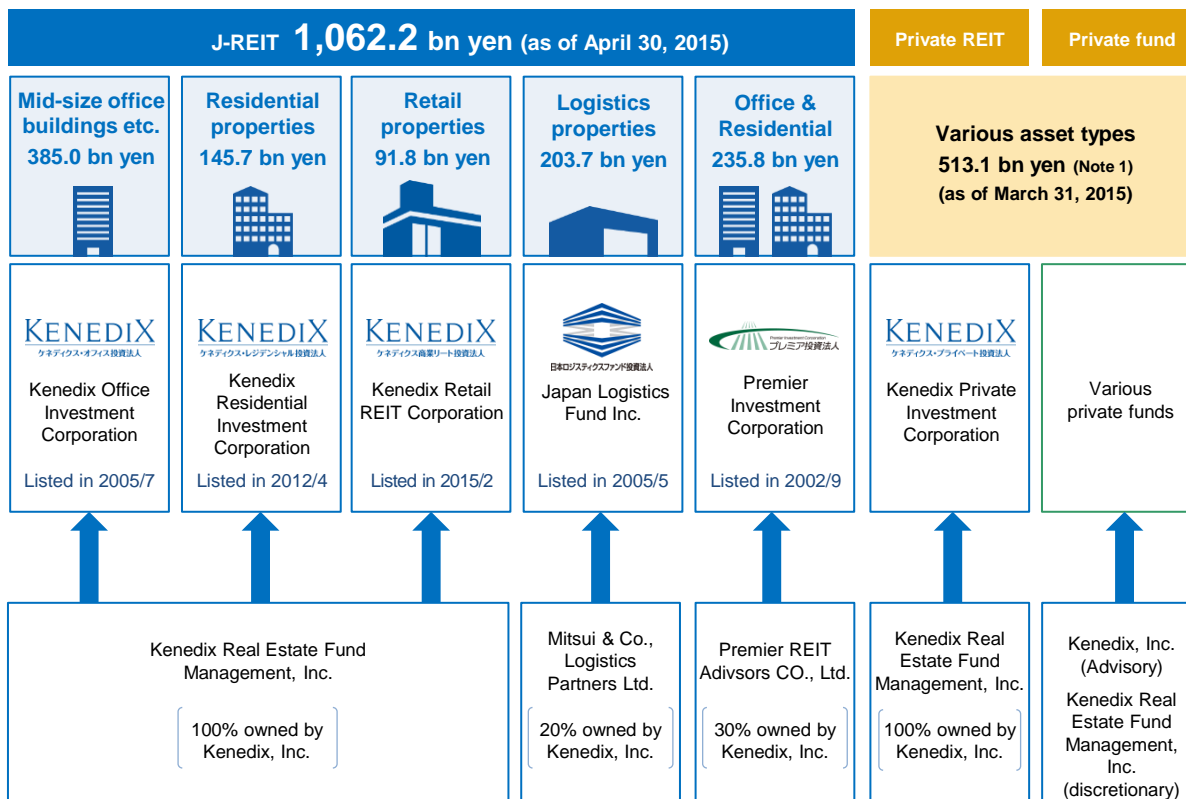 J-REIT 1,062.2 bn yen (as of April 30, 2015)
Private REIT
Private fund
Mid-size office
buildings etc.
385.0 bn yen
Residential
properties
145.7 bn yen
Retail
properties
91.8 bn yen
Logistics
properties
203.7 bn yen
Office &
Residential
235.8 bn yen
Various asset types
513.1 bn yen (Note 1)
(as of March 31, 2015)
KENEDIX
ケネディクス・オフィス投資法人
Kenedix Office
Investment
Corporation
Listed in 2005/7
KENEDIX
ケネディクス・レジデンシャル投資法人
Kenedix
Residential
Investment
Corporation
Listed in 2012/4
KENEDIX
ケネディクス商業リート投資法人
Kenedix Retail
REIT Corporation
Listed in 2015/2
日本ロジスティクスファンド投資法人
Japan Logistics
Fund Inc.
Listed in 2005/5
Premier Investment Corporation
プレミア投資法人
Premier
Investment
Corporation
Listed in 2002/9
KENEDIX
ケネディクス・プライベート投資法人
Kenedix Private
Investment
Corporation
Various
private funds
Kenedix Real Estate Fund
Management, Inc.
100% owned by
Kenedix, Inc.
Mitsui & Co.,
Logistics
Partners Ltd.
20% owned by
Kenedix, Inc.
Premier REIT
Adivsors CO., Ltd.
30% owned by
Kenedix, Inc.
Kenedix Real
Estate Fund
Management, Inc.
100% owned by
Kenedix, Inc.
Kenedix, Inc.
(Advisory)
Kenedix Real
Estate Fund
Management,
Inc.
(discretionary)